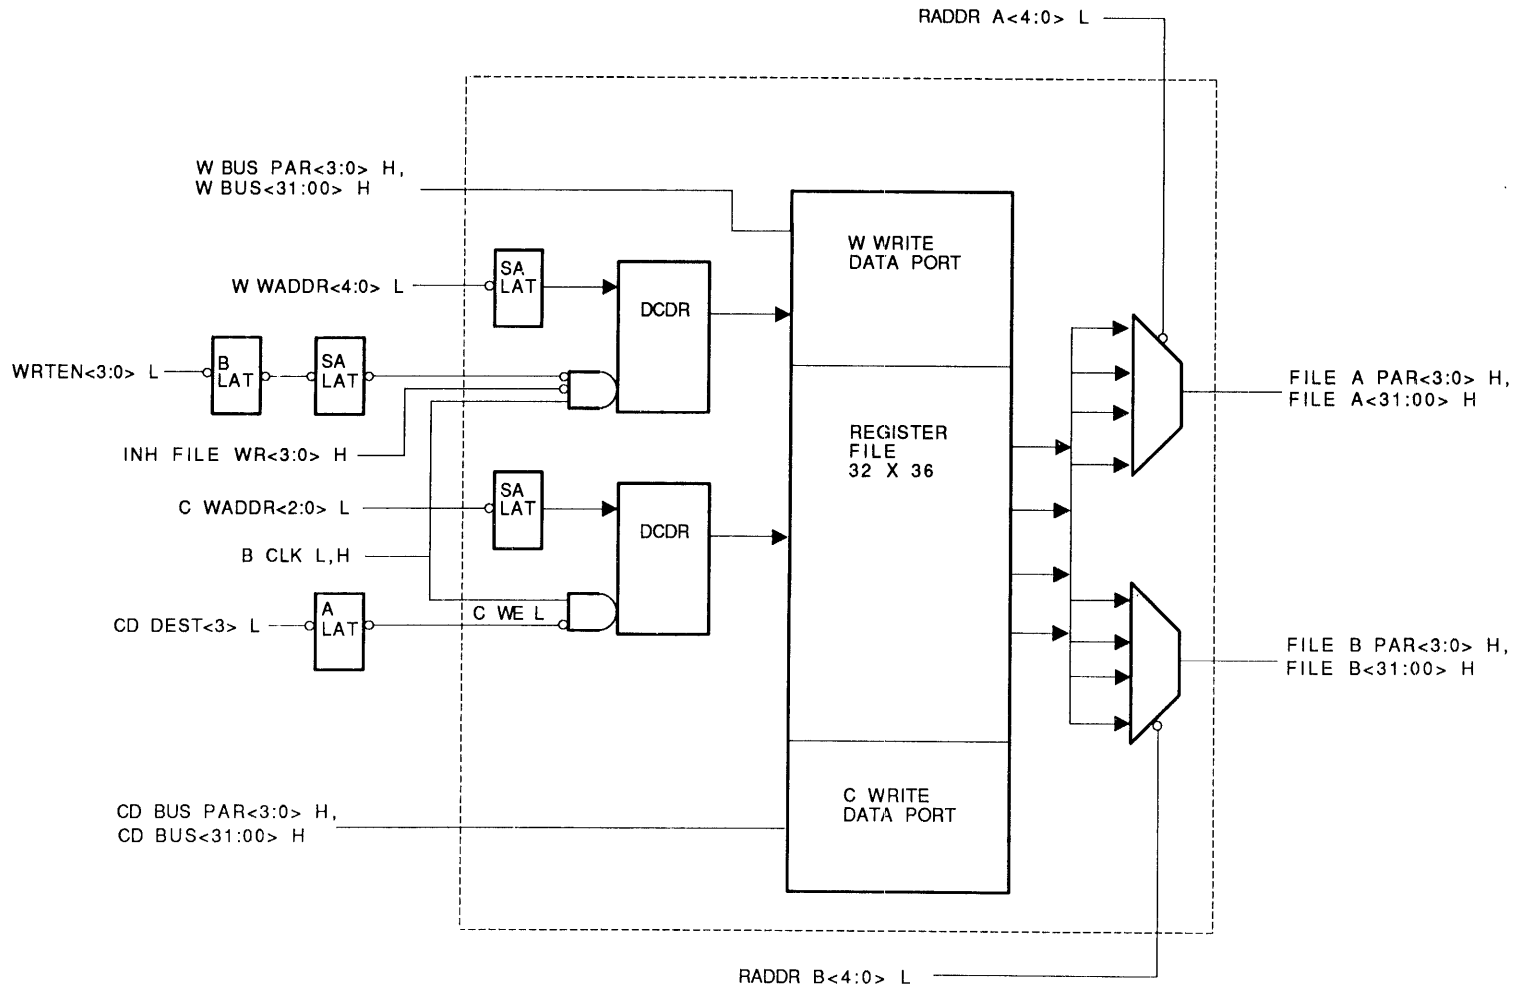 RADDR A<4:0> L
W BUS PAR<3:0> H,
W BUS<31:00> H
W WRITE
DATA PORT
SA
LAT
W WADDR<4:0> L
DCDR
B
LAT
SA
LAT
WRTEN<3:0> L
FILE A PAR<3:0> H,
FILE A<31:00> H
REGISTER
FILE
32 X 36
INH FILE WR<3:0> H
SA
LAT
C WADDR<2:0> L
DCDR
B CLK L,H
A
LAT
C WE L
CD DEST<3> L
FILE B PAR<3:0> H,
FILE B<31:00> H
C WRITE
DATA PORT
CD BUS PAR<3:0> H,
CD BUS<31:00> H
RADDR B<4:0> L